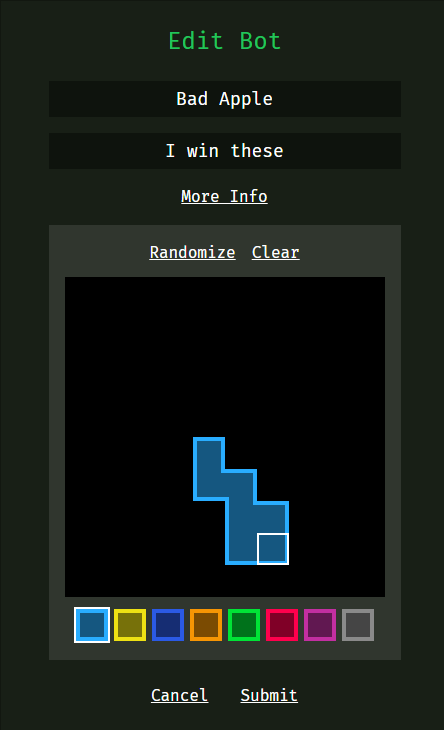 Edit Bot
Bad Apple
I win these
More Info
Randomize Clear
Cancel Submit